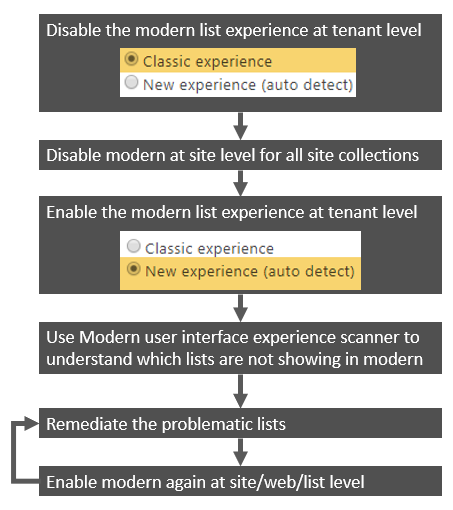 Disable the modern list experience at tenant level
Classic experience
New experience (auto detect)
Disable modern at site level for all site collections
Enable the modern list experience at tenant level
Classic experience
New experience (auto detect)
Use Modern user interface experience scanner to
understand which lists are not showing in modern
Remediate the problematic lists
Enable modern again at site/web/list level